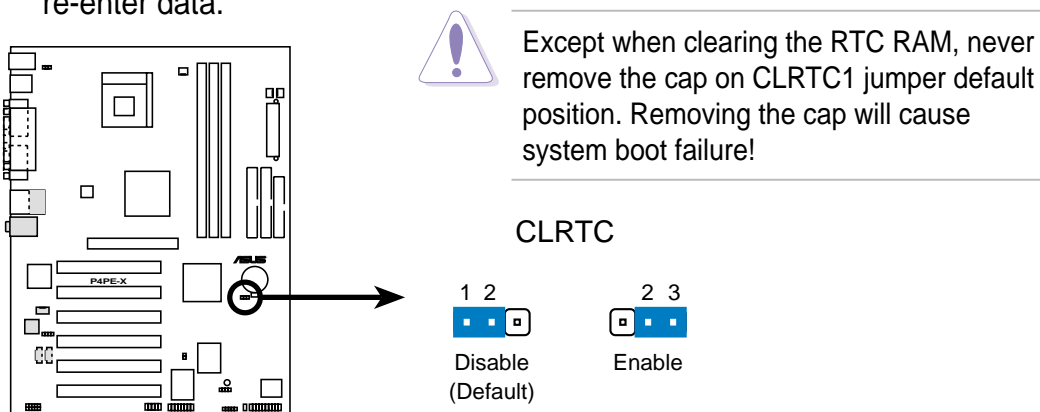 re-enter data.
Except when clearing the RTC RAM, never
remove the cap on CLRTC1 jumper default
position. Removing the cap will cause
system boot failure!
CLRTC
ASUS
P4PE-X
1 2
2 3
Disable
(Default)
Enable